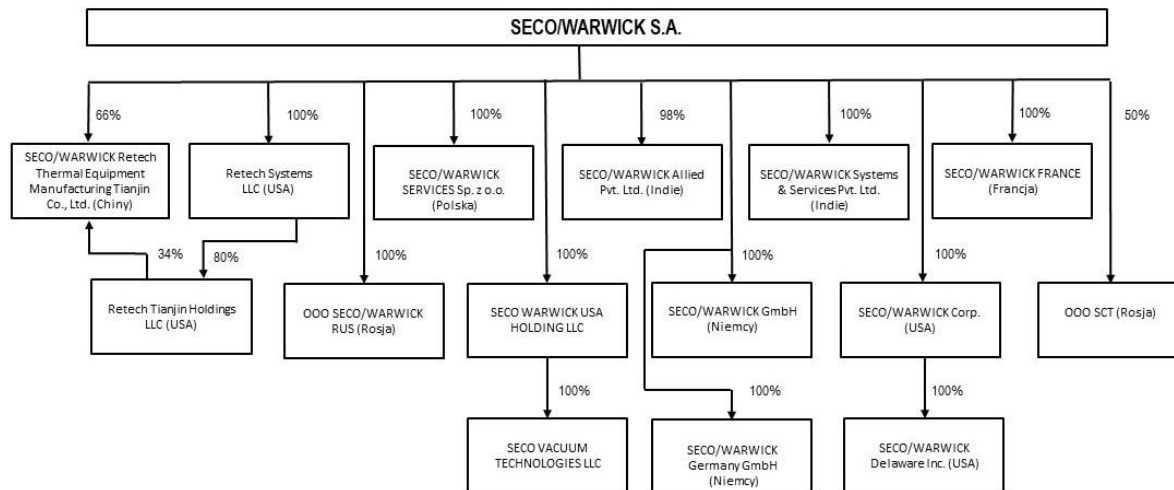 SECO/WARWICK S.A.
66%
100%
100%
98%
100%
100%
50%
SECO/WARWICK Retech
Thermal Equipment
Manufacturing Tianjin
Co., Ltd. (Chiny)
Retech Systems
LLC (USA)
SECO/WARWICK
SERVICES Sp. z o.o.
(Polska)
SECO/WARWICK Allied
Pvt. Ltd. (Indie)
SECO/WARWICK Systems
& Services Pvt. Ltd.
(Indie)
SECO/WARWICK FRANCE
(Francja)
34%
80%
100%
100%
100%
100%
Retech Tianjin Holdings
LLC (USA)
OOO SECO/WARWICK
RUS (Rosja)
SECO WARWICK USA
HOLDING LLC
SECO/WARWICK GmbH
(Niemcy)
SECO/WARWICK Corp.
(USA)
OOO SCT (Rosja)
100%
100%
100%
SECO VACUUM
TECHNOLOGIES LLC
SECO/WARWICK
Germany GmbH
(Niemcy)
SECO/WARWICK
Delaware Inc. (USA)